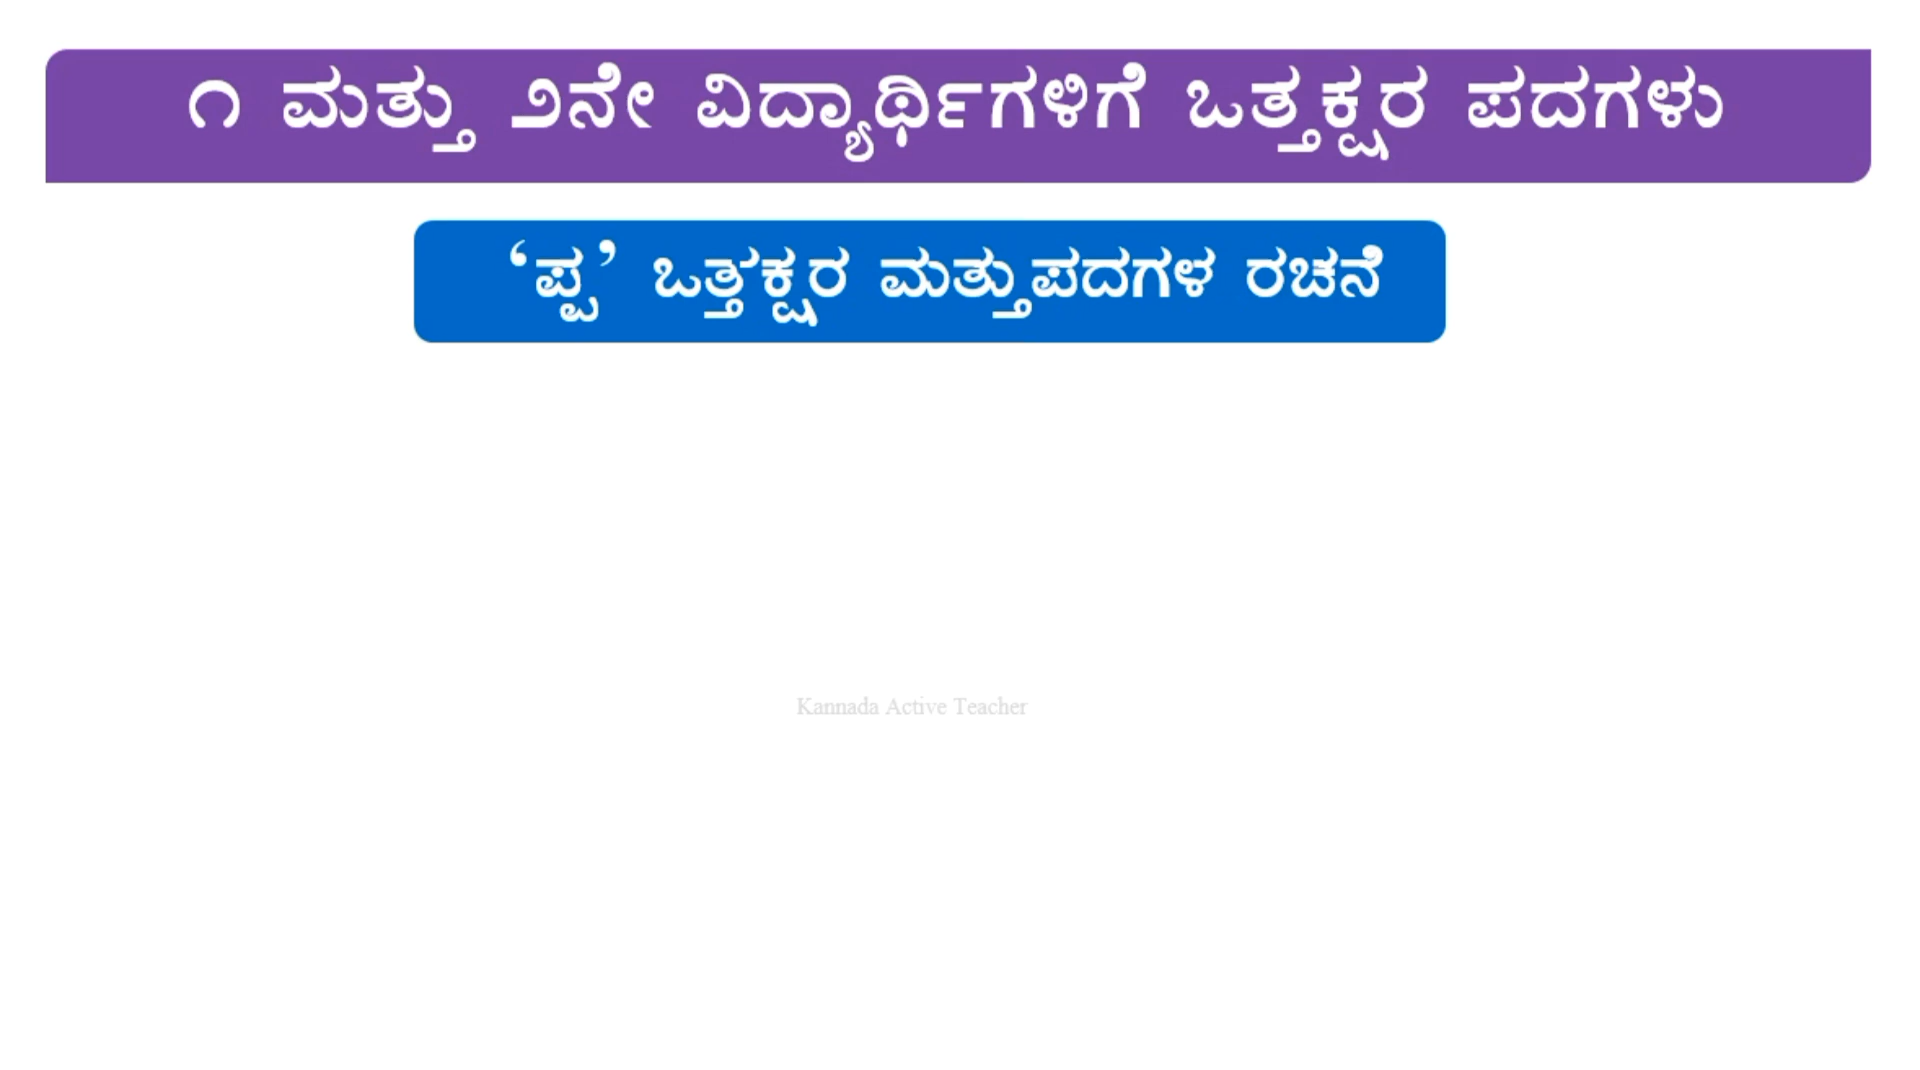 ೧ ಮತ್ತು ೨ನೇ ವಿದ್ಯಾರ್ಥಿಗಳಿಗೆ ಒತ್ತಕ್ಷರ ಪದಗಳು
‘ಪ್ಪ’ ಒತ್ತಕ್ಷರ ಮತ್ತುಪದಗಳ ರಚನೆ
Kannada Active Teacher